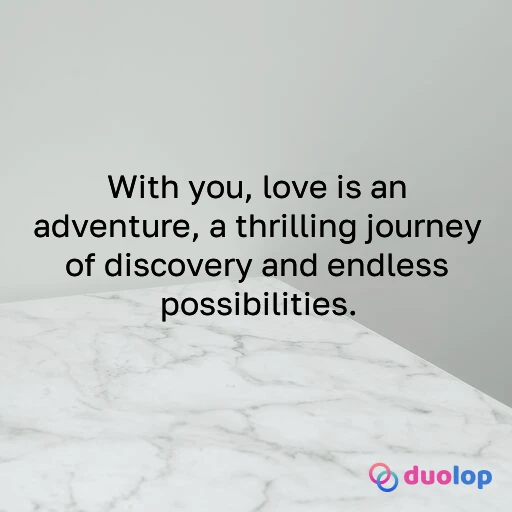 With you, love is an
adventure, a thrilling journey
of discovery and endless
possibilities.
duolop